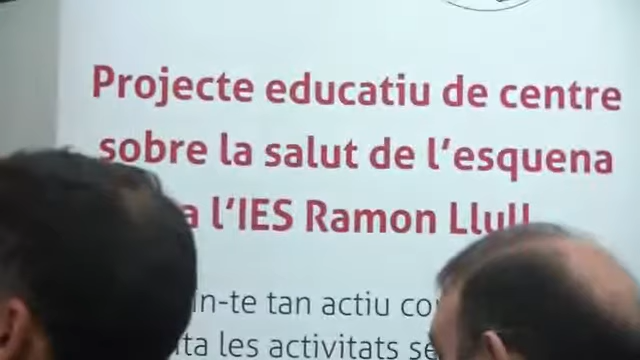 Projecte educatiu de centre
sobre la salut de l'esquena
a l'IES Ramon Llull
tan actiu
les activitats